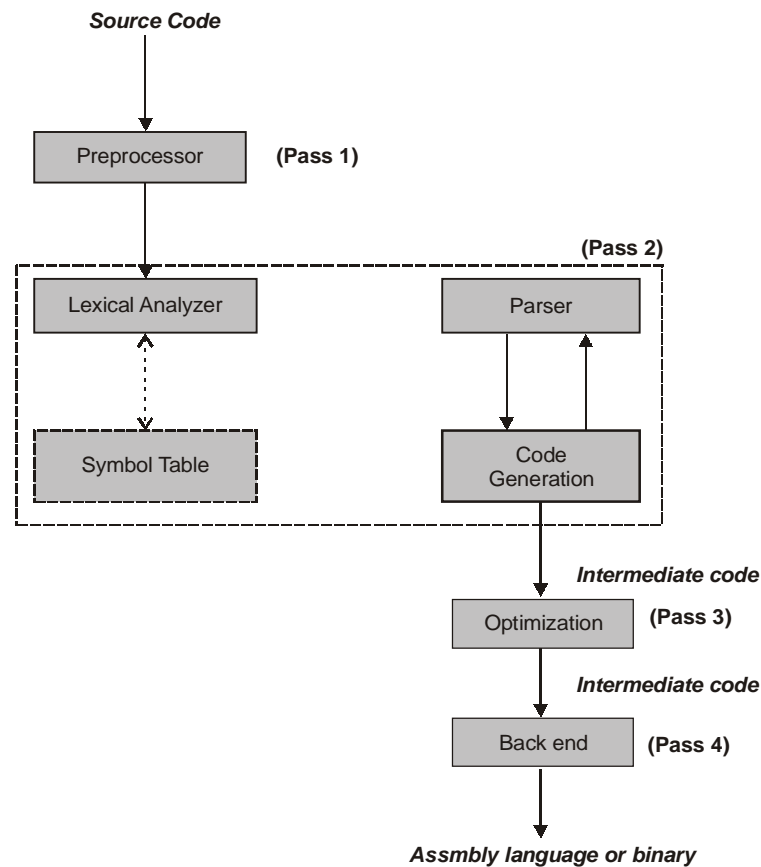 Source Code
Preprocessor
(Pass 1)
(Pass 2)
Lexical Analyzer
Parser
Symbol Table
Code
Generation
Intermediate code
Optimization
(Pass 3)
Intermediate code
Back end
(Pass 4)
Assmbly language or binary